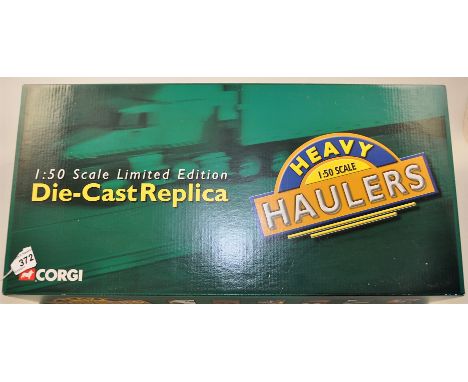 HEAVY
1:50 SCALE
HAULERS
1:50 Scale Limited Edition
Die-Cast Replica
372
CORGI